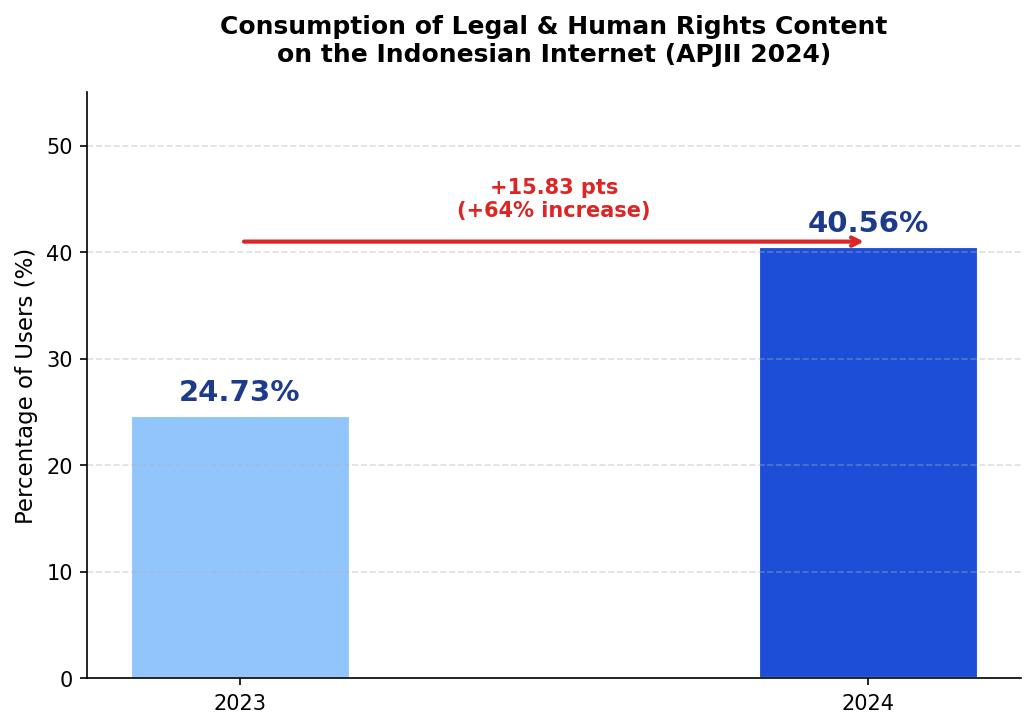 Consumption of Legal & Human Rights Content
on the Indonesian Internet (APJII 2024)
Percentage of Users (%)
50
40
30
20
10
0
+15.83 pts
(+64% increase)
40.56%
24.73%
2023
2024